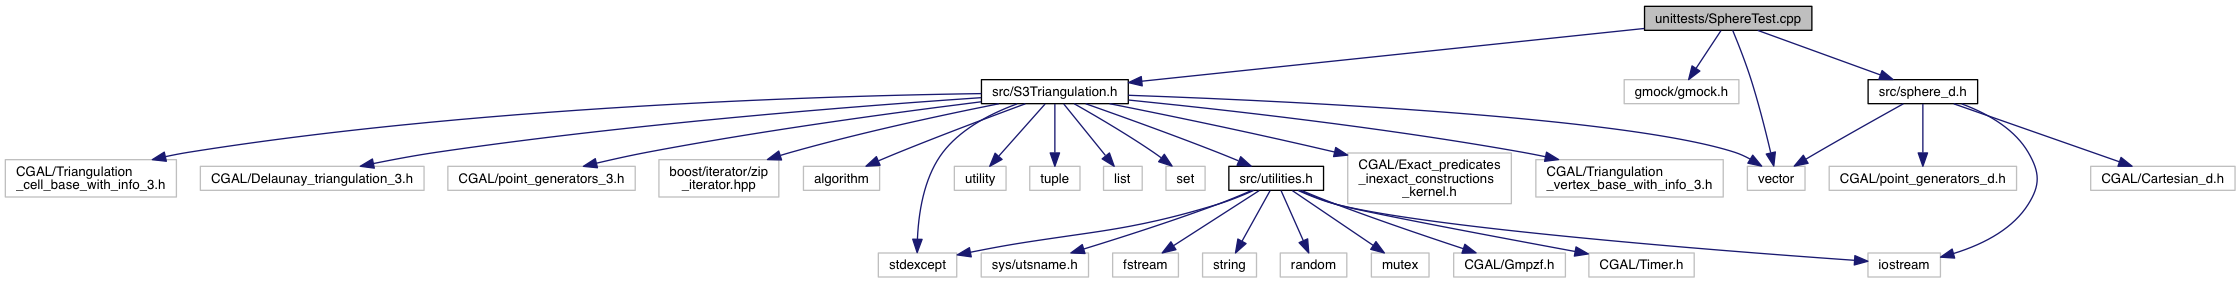 unittests/SphereTest.cpp
src/S3Triangulation.h
gmock/gmock.h
src/sphere_d.h
CGAL/Triangulation
_cell_base_with_info_3.h
CGAL/Delaunay_triangulation_3.h
CGAL/point_generators_3.h
boost/iterator/zip
_iterator.hpp
algorithm
utility
tuple
list
set
src/utilities.h
CGAL/Exact_predicates
_inexact_constructions
_kernel.h
CGAL/Triangulation
_vertex_base_with_info_3.h
vector
CGAL/point_generators_d.h
CGAL/Cartesian_d.h
stdexcept
sys/utsname.h
fstream
string
random
mutex
CGAL/Gmpzf.h
CGAL/Timer.h
iostream